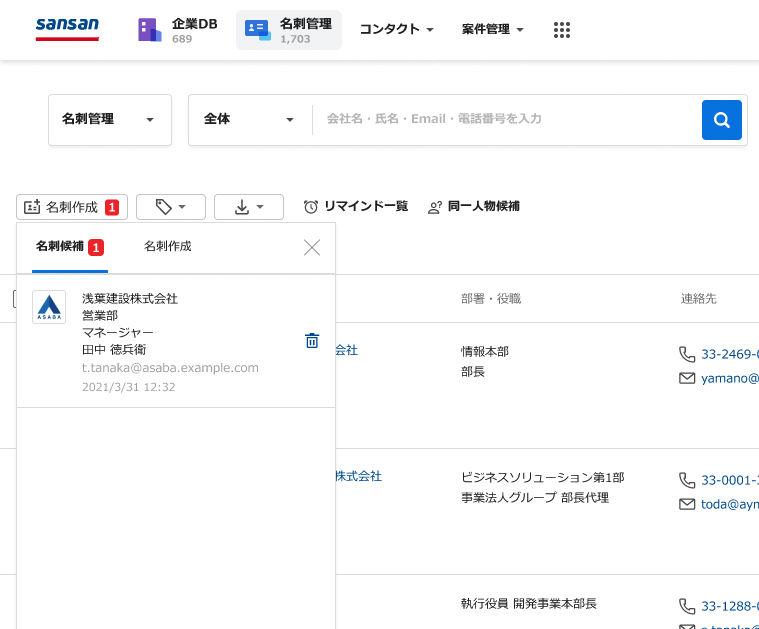 sansan
企業DB
689
名刺管理
1,703
コンタクト
案件管理
名刺管理
全体
会社名・氏名・Email・電話番号を入力
名刺作成 1
リマインド一覧
同一人物候補
名刺候補 1
名刺作成
部署・役職
連絡先
ASABA
浅葉建設株式会社
営業部
マネージャー
田中 徳兵衛
t.tanaka@asaba.example.com
2021/3/31 12:32
会社
情報本部
部長
33-2469-
yamano@
株式会社
ビジネスソリューション第1部
事業法人グループ 部長代理
33-0001-
toda@ayn
執行役員 開発事業本部長
33-1288-